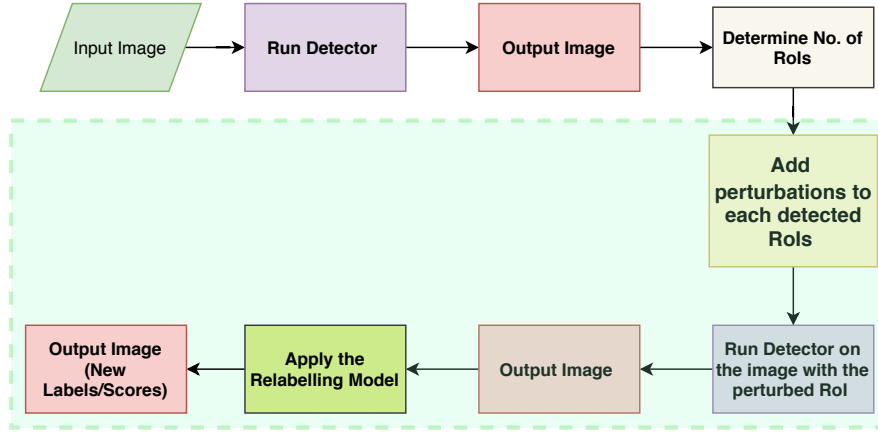 Input Image
Run Detector
Output Image
Determine No. of
RoIs
Add
perturbations to
each detected
RoIs
Run Detector on
the image with the
perturbed RoI
Output Image
Apply the
Relabelling Model
Output Image
(New
Labels/Scores)